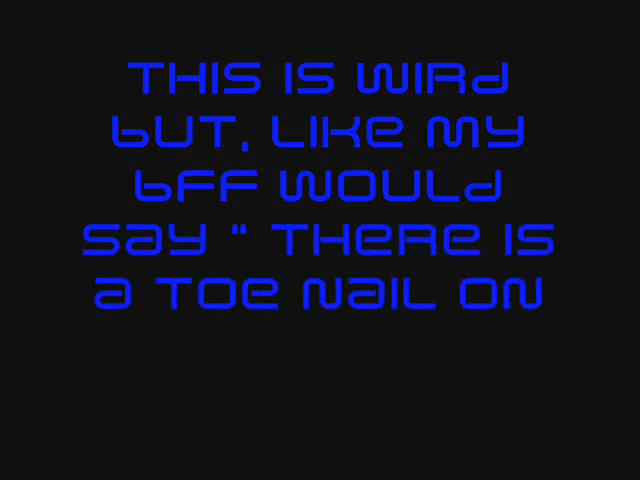 THIS IS WIRd
bUT, LIKe MY
bFF WOULd
SaY " THeRe IS
a TOe NaIL ON